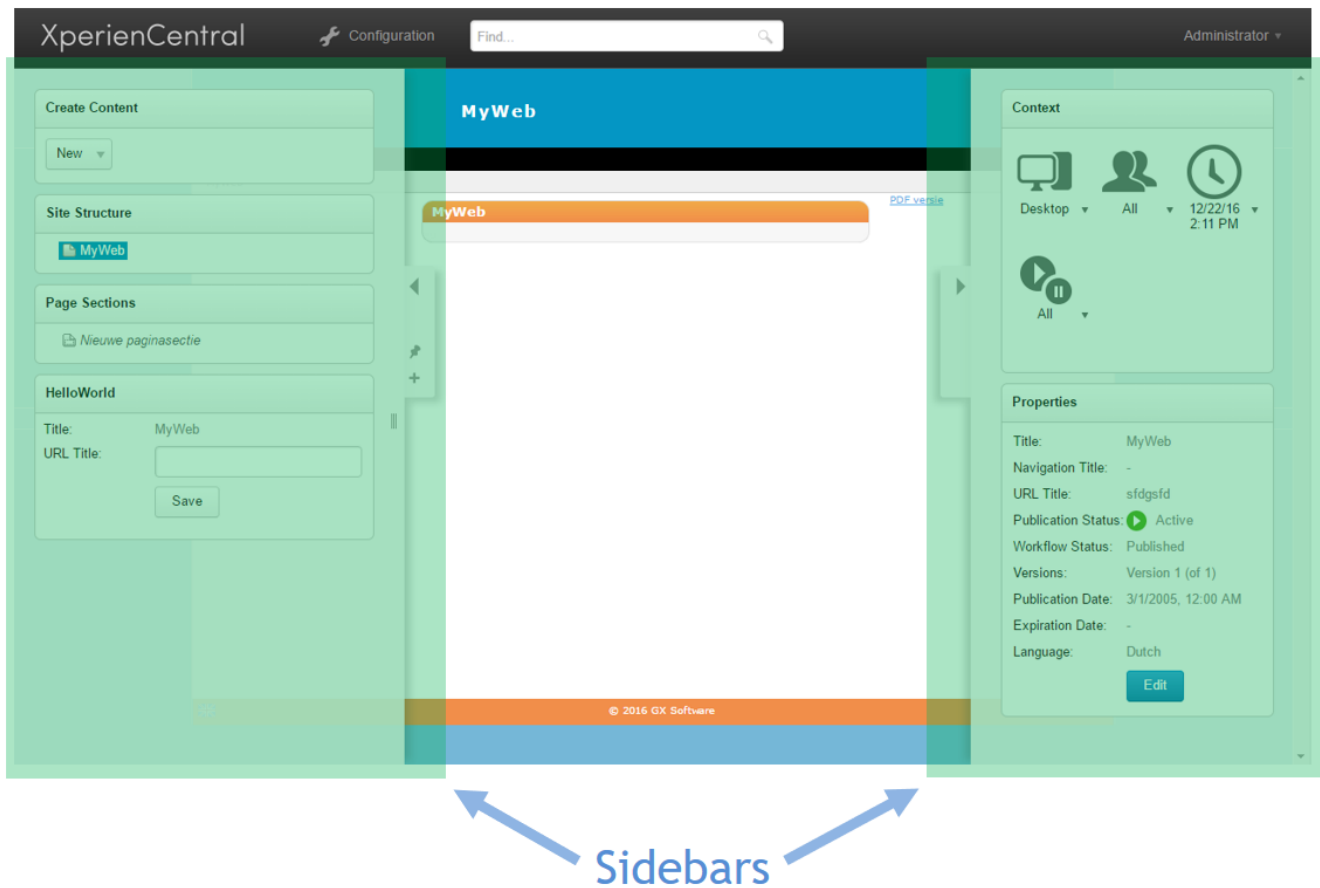 XperienCentral
Configuration
Find...
Administrator
Create Content
New
Site Structure
MyWeb
Page Sections
Nieuwe paginasectie
HelloWorld
Title: MyWeb
URL Title:
Save
MyWeb
PDF versie
MyWeb
© 2016 GX Software
Context
Desktop
All
12/22/16
2:11 PM
All
Properties
Title: MyWeb
Navigation Title: -
URL Title: sfdgsfd
Publication Status: Active
Workflow Status: Published
Versions: Version 1 (of 1)
Publication Date: 3/1/2005, 12:00 AM
Expiration Date: -
Language: Dutch
Edit
Sidebars